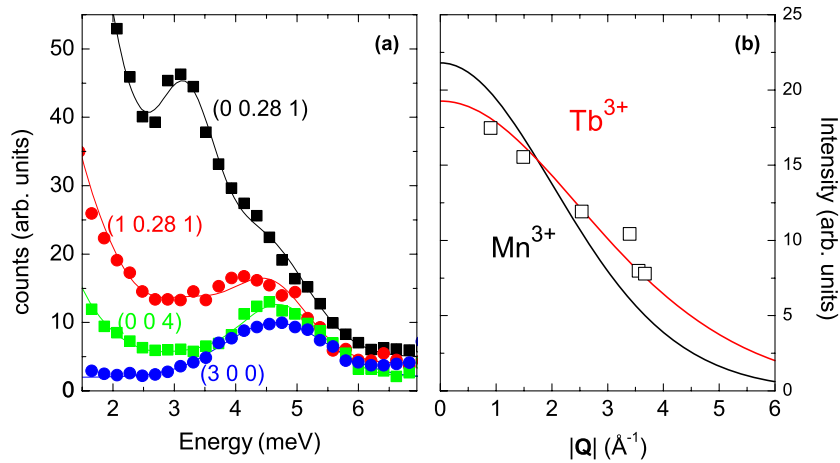 (a)
50
40
30
20
10
0
counts (arb. units)
(0 0.28 1)
(1 0.28 1)
(0 0 4)
(3 0 0)
2
3
4
5
6
Energy (meV)
(b)
Tb³⁺
Mn³⁺
25
20
15
10
5
0
Intensity (arb. units)
0
1
2
3
4
5
6
|Q| (Å⁻¹)